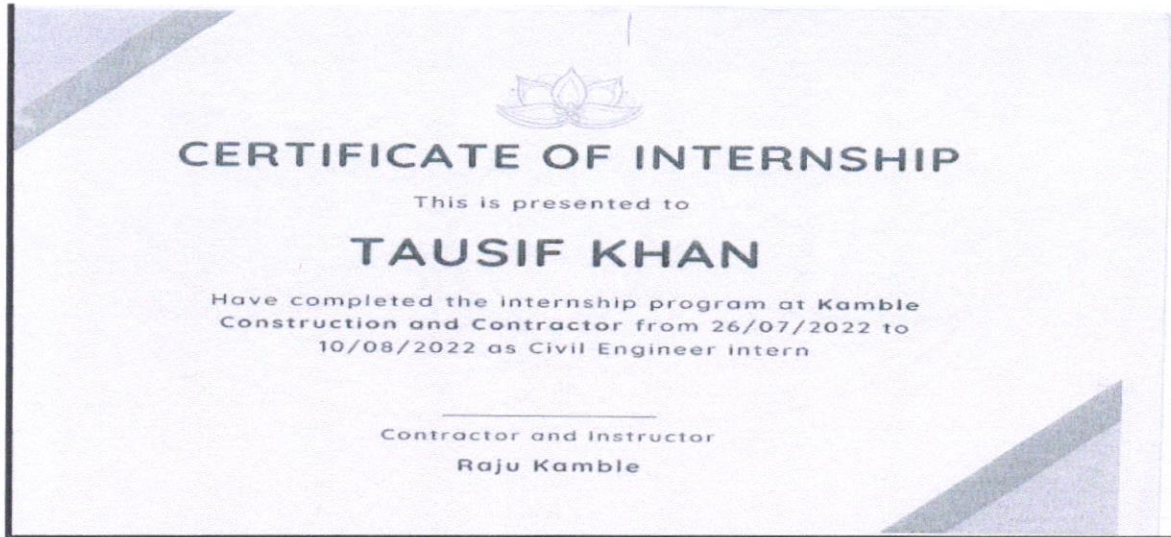 CERTIFICATE OF INTERNSHIP
This is presented to
TAUSIF KHAN
Have completed the internship program at Kamble
Construction and Contractor from 26/07/2022 to
10/08/2022 as Civil Engineer intern
Contractor and Instructor
Raju Kamble